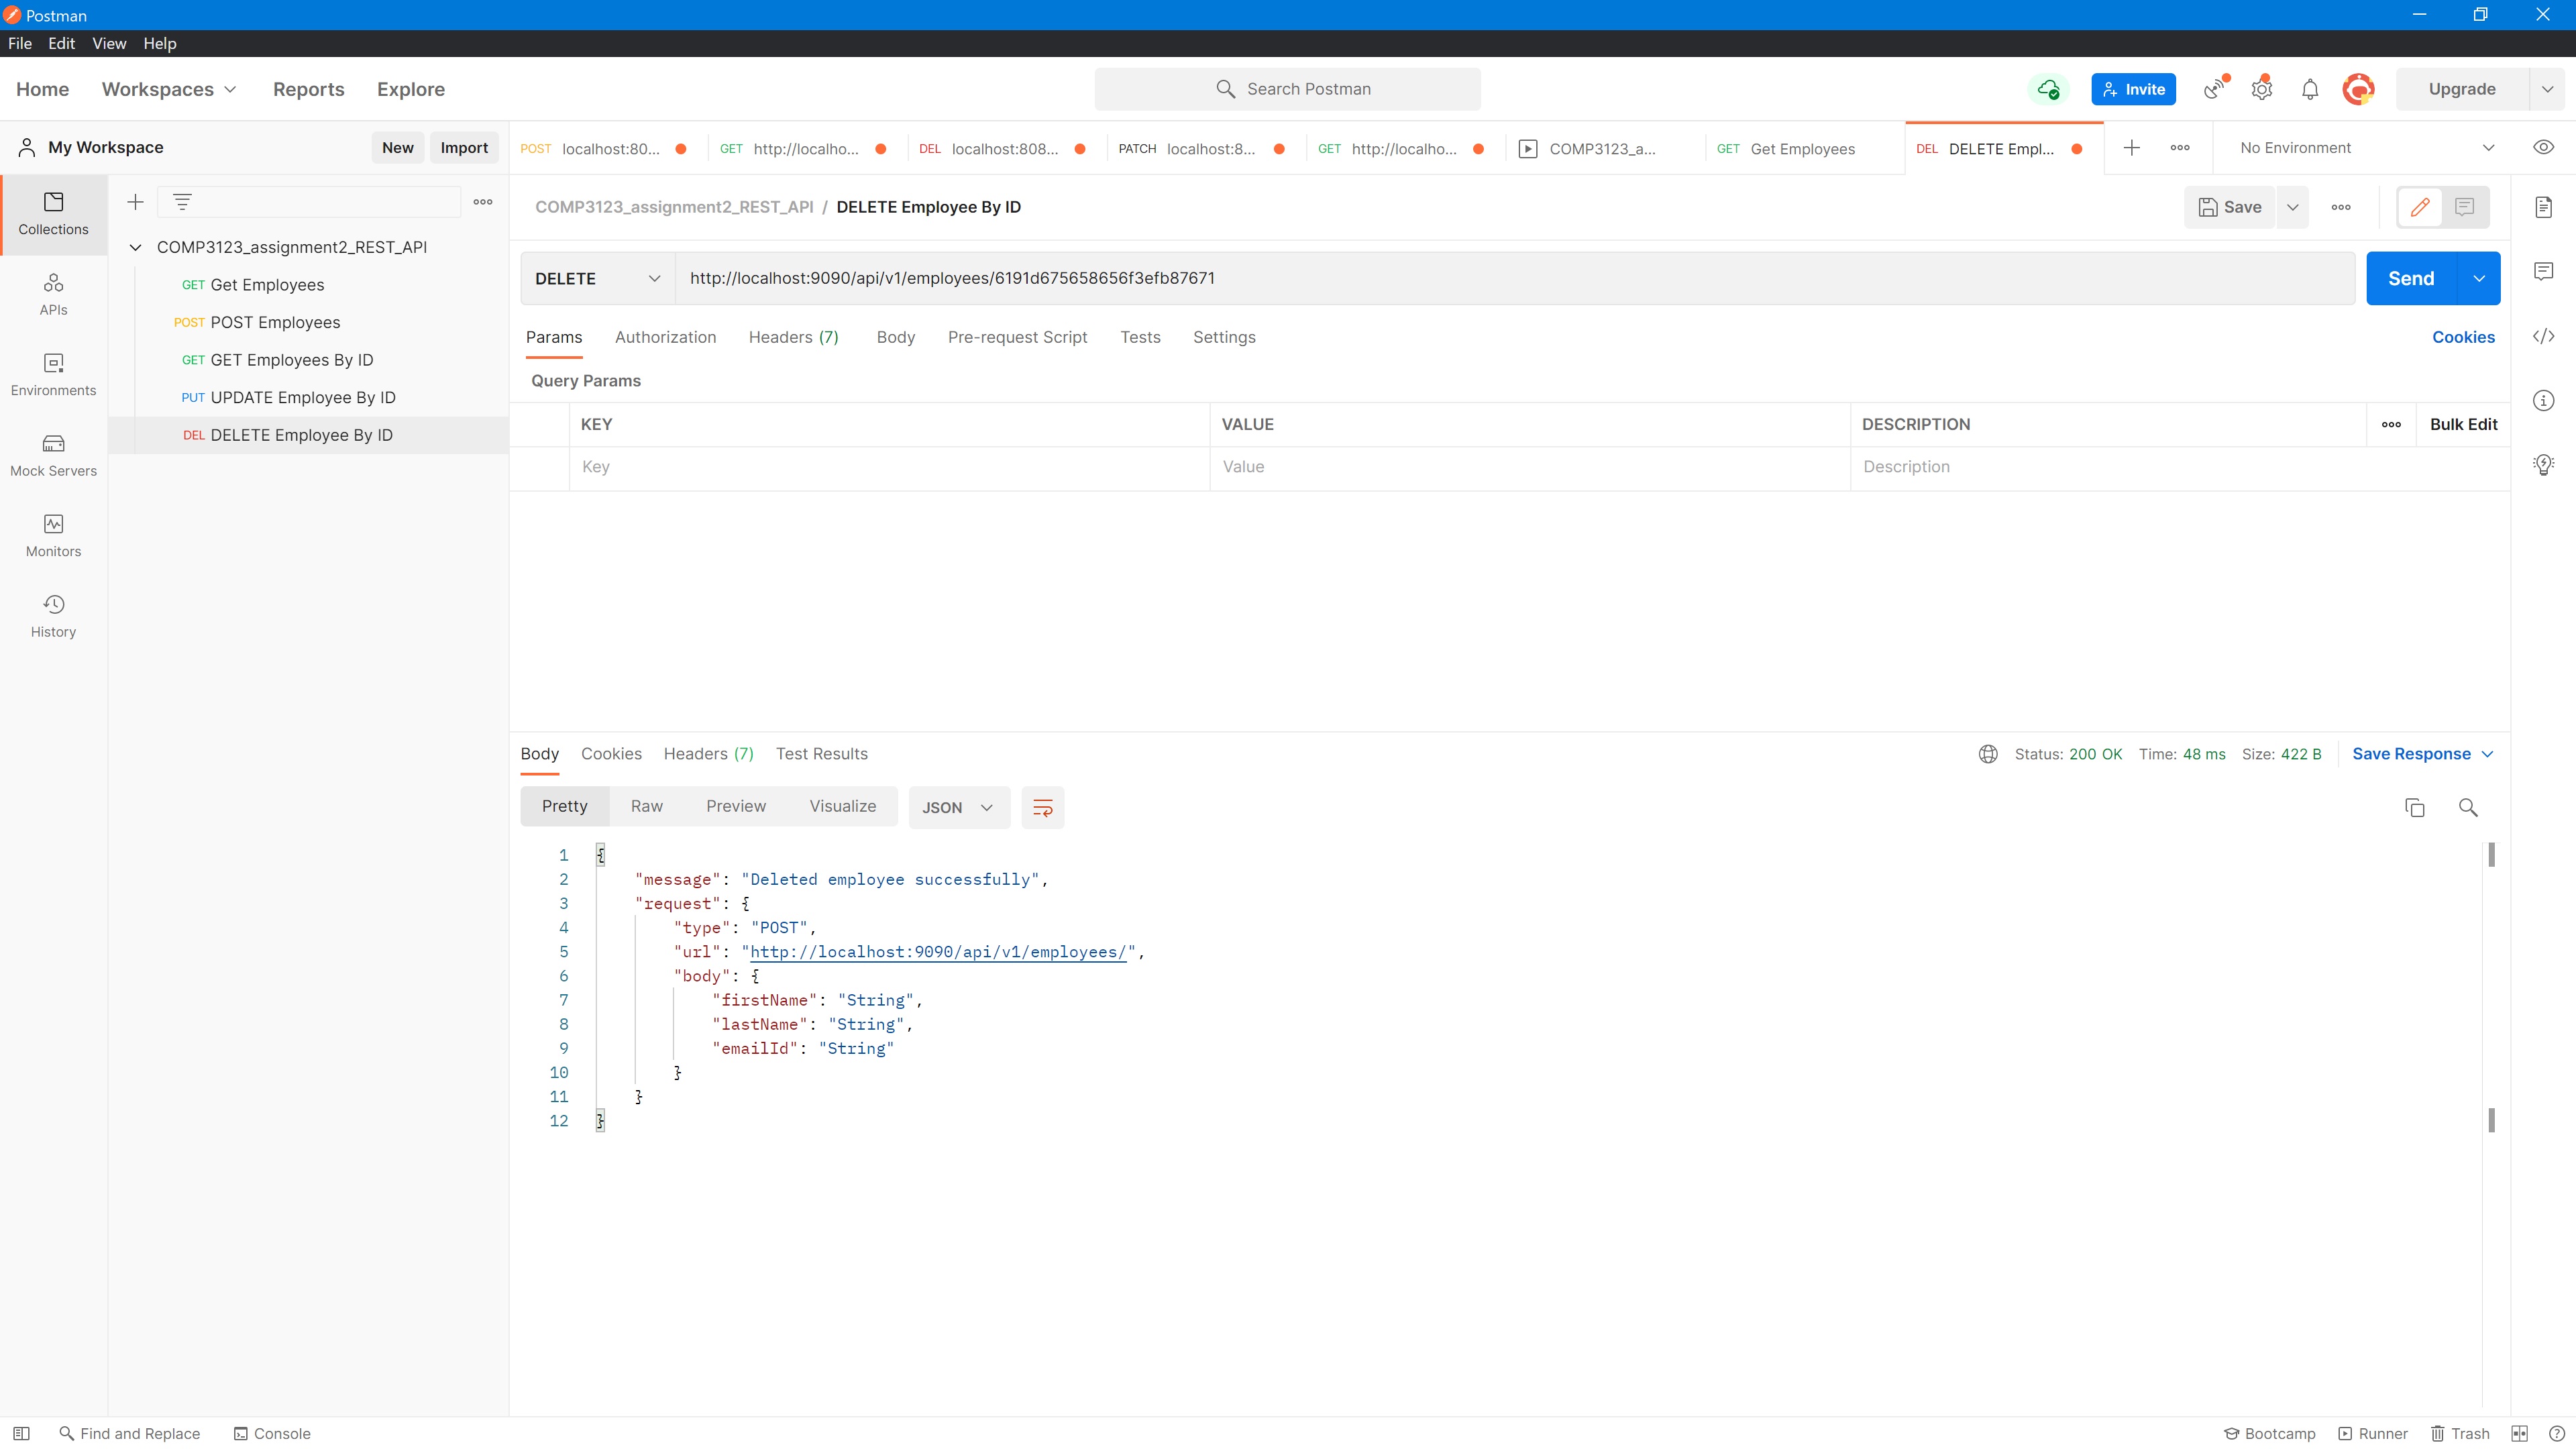 Postman
File Edit View Help
Home Workspaces Reports Explore Search Postman Invite Upgrade
My Workspace New Import
POST localhost:80... GET http://localho... DEL localhost:808... PATCH localhost:8... GET http://localho... COMP3123_a... GET Get Employees DEL DELETE Empl... No Environment
Collections
APIs
Environments
Mock Servers
Monitors
History
COMP3123_assignment2_REST_API
GET Get Employees
POST POST Employees
GET GET Employees By ID
PUT UPDATE Employee By ID
DEL DELETE Employee By ID
COMP3123_assignment2_REST_API / DELETE Employee By ID Save
DELETE http://localhost:9090/api/v1/employees/6191d675658656f3efb87671 Send
Params Authorization Headers (7) Body Pre-request Script Tests Settings Cookies
Query Params
KEY VALUE DESCRIPTION Bulk Edit
Key Value Description
Body Cookies Headers (7) Test Results Status: 200 OK Time: 48 ms Size: 422 B Save Response
Pretty Raw Preview Visualize JSON
1 {
2 "message": "Deleted employee successfully",
3 "request": {
4 "type": "POST",
5 "url": "http://localhost:9090/api/v1/employees/",
6 "body": {
7 "firstName": "String",
8 "lastName": "String",
9 "emailId": "String"
10 }
11 }
12 }
Find and Replace Console Bootcamp Runner Trash